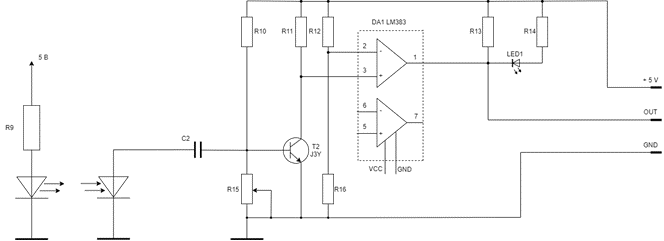 DA1 LM383
R10
R11
R12
R13
R14
2
-
1
3
+
LED1
5 В
+ 5 V
R9
6
-
7
5
+
OUT
C2
T2
J3Y
GND
VCC
GND
R15
R16